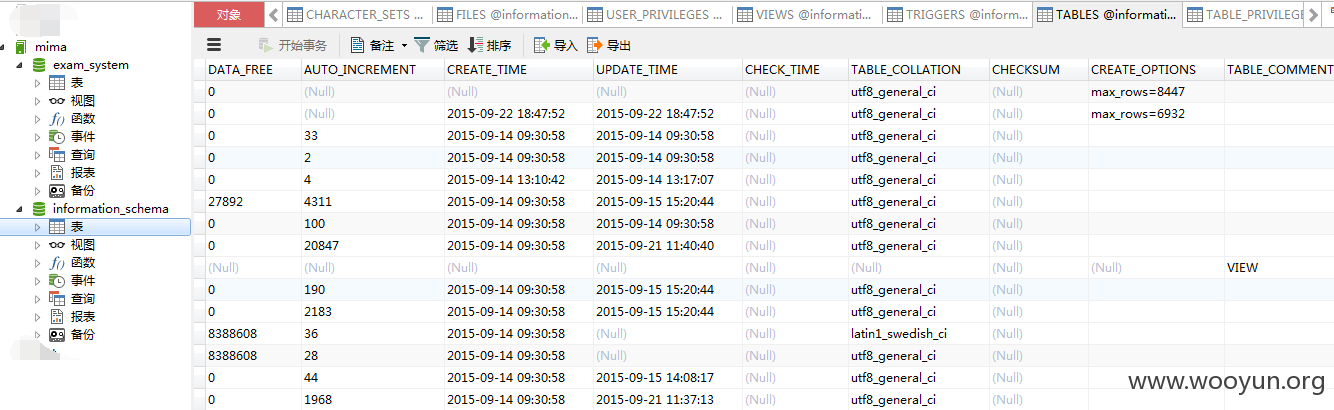 对象 CHARACTER_SETS ... FILES @information... USER_PRIVILEGES ... VIEWS @informatio... TRIGGERS @inform... TABLES @informati... TABLE_PRIVILEG
开始事务 备注 筛选 排序 导入 导出
mima
exam_system
表
视图
函数
事件
查询
报表
备份
information_schema
表
视图
函数
事件
查询
报表
备份
DATA_FREE AUTO_INCREMENT CREATE_TIME UPDATE_TIME CHECK_TIME TABLE_COLLATION CHECKSUM CREATE_OPTIONS TABLE_COMMENT
0 (Null) (Null) (Null) (Null) utf8_general_ci (Null) max_rows=8447
0 (Null) 2015-09-22 18:47:52 2015-09-22 18:47:52 (Null) utf8_general_ci (Null) max_rows=6932
0 33 2015-09-14 09:30:58 2015-09-14 09:30:58 (Null) utf8_general_ci (Null)
0 2 2015-09-14 09:30:58 2015-09-14 09:30:58 (Null) utf8_general_ci (Null)
0 4 2015-09-14 13:10:42 2015-09-14 13:17:07 (Null) utf8_general_ci (Null)
27892 4311 2015-09-14 09:30:58 2015-09-15 15:20:44 (Null) utf8_general_ci (Null)
0 100 2015-09-14 09:30:58 2015-09-14 09:30:58 (Null) utf8_general_ci (Null)
0 20847 2015-09-14 09:30:58 2015-09-21 11:40:40 (Null) utf8_general_ci (Null)
(Null) (Null) (Null) (Null) (Null) (Null) (Null) (Null) VIEW
0 190 2015-09-14 09:30:58 2015-09-15 15:20:44 (Null) utf8_general_ci (Null)
0 2183 2015-09-14 09:30:58 2015-09-15 15:20:44 (Null) utf8_general_ci (Null)
8388608 36 2015-09-14 09:30:58 (Null) (Null) latin1_swedish_ci (Null)
8388608 28 2015-09-14 09:30:58 (Null) (Null) utf8_general_ci (Null)
0 44 2015-09-14 09:30:58 2015-09-15 14:08:17 (Null) utf8_general_ci (Null)
0 1968 2015-09-14 09:30:58 2015-09-21 11:37:13 (Null) utf8_general_ci (Null)
www.wooyun.org